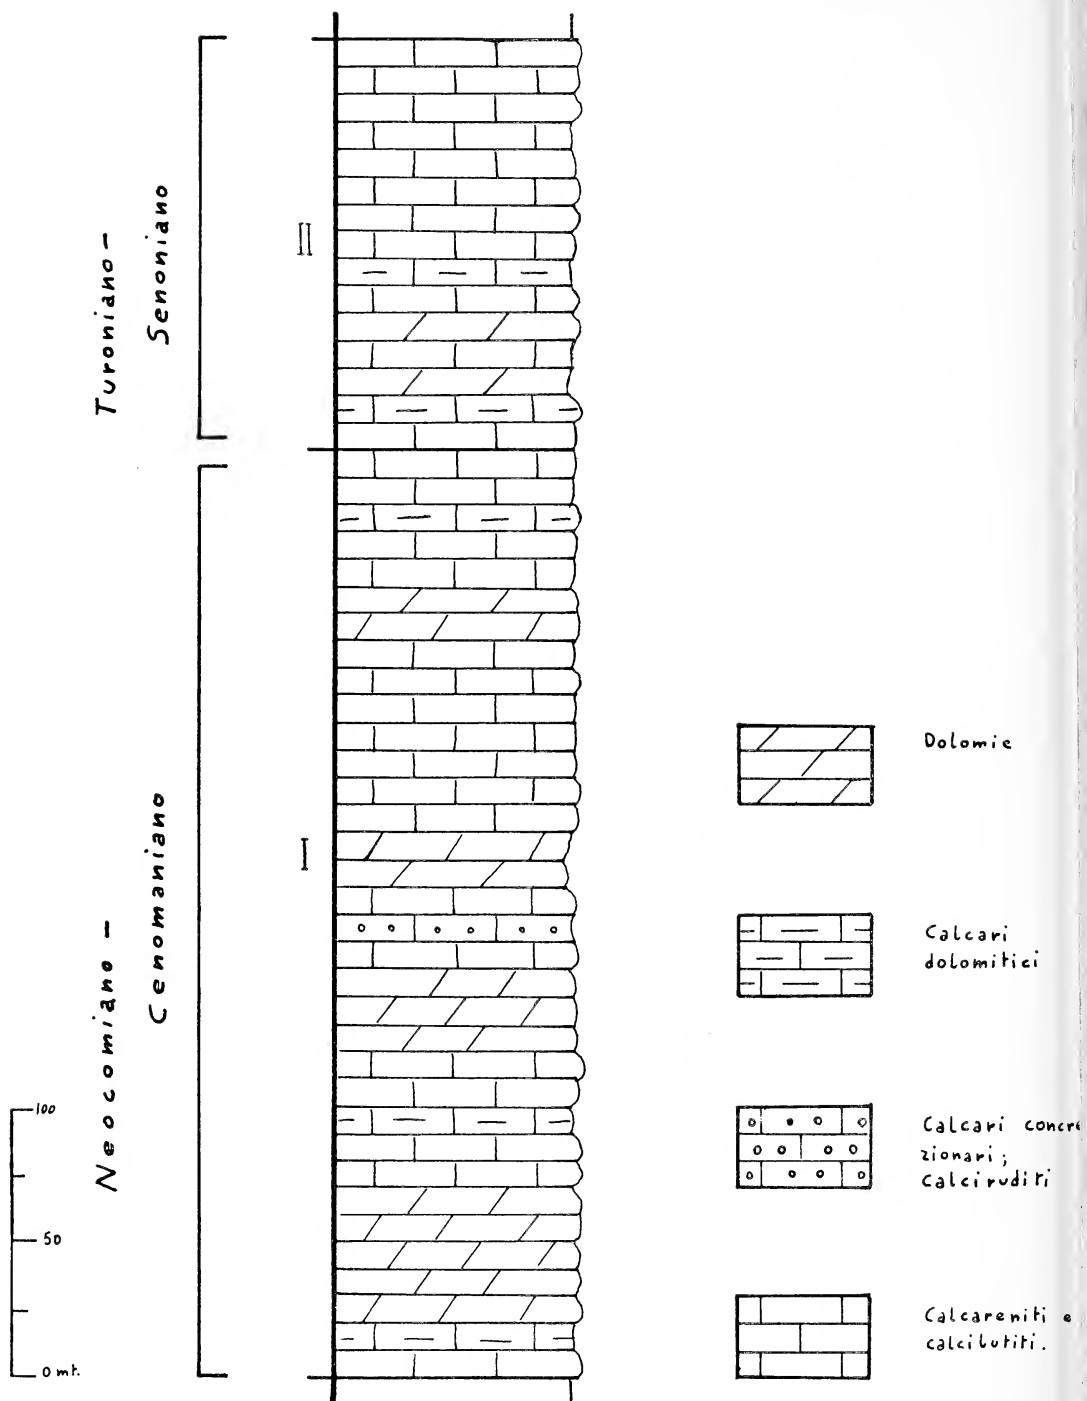 Turoniano -
Senoniano
II
Neocomiano -
Cenomaniano
I
100
50
0 mt.
Dolomie
Calcari
dolomitici
Calcari concre
zionari;
Calciruditi
Calcareniti e
calcilutiti.